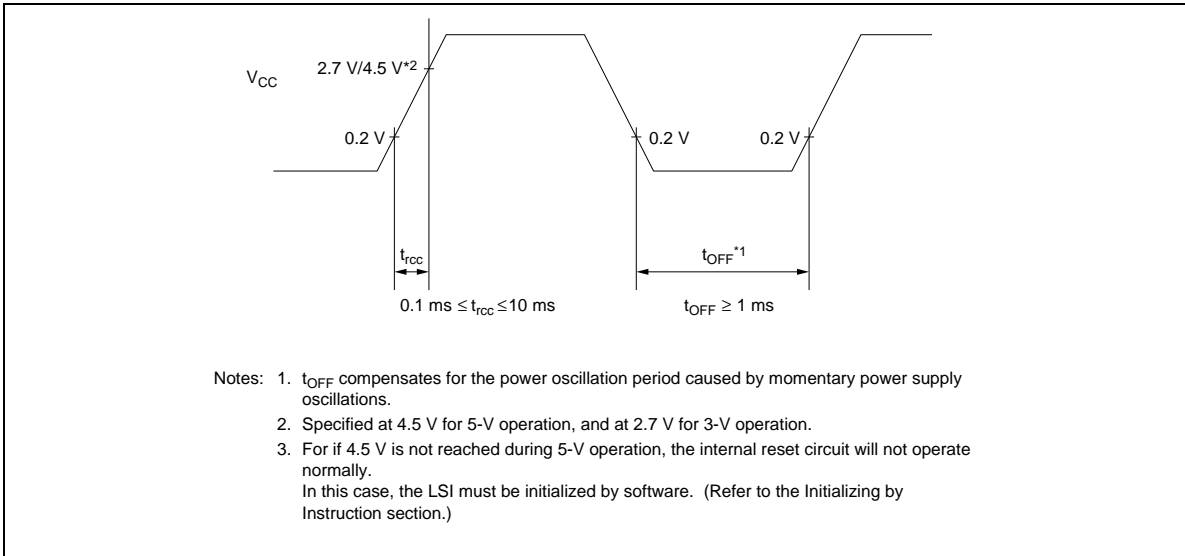 2.7 V/4.5 V*2
VCC
0.2 V
0.2 V
0.2 V
trcc
tOFF*1
0.1 ms ≤ trcc ≤10 ms
tOFF ≥ 1 ms
Notes: 1. tOFF compensates for the power oscillation period caused by momentary power supply
oscillations.
2. Specified at 4.5 V for 5-V operation, and at 2.7 V for 3-V operation.
3. For if 4.5 V is not reached during 5-V operation, the internal reset circuit will not operate
normally.
In this case, the LSI must be initialized by software. (Refer to the Initializing by
Instruction section.)